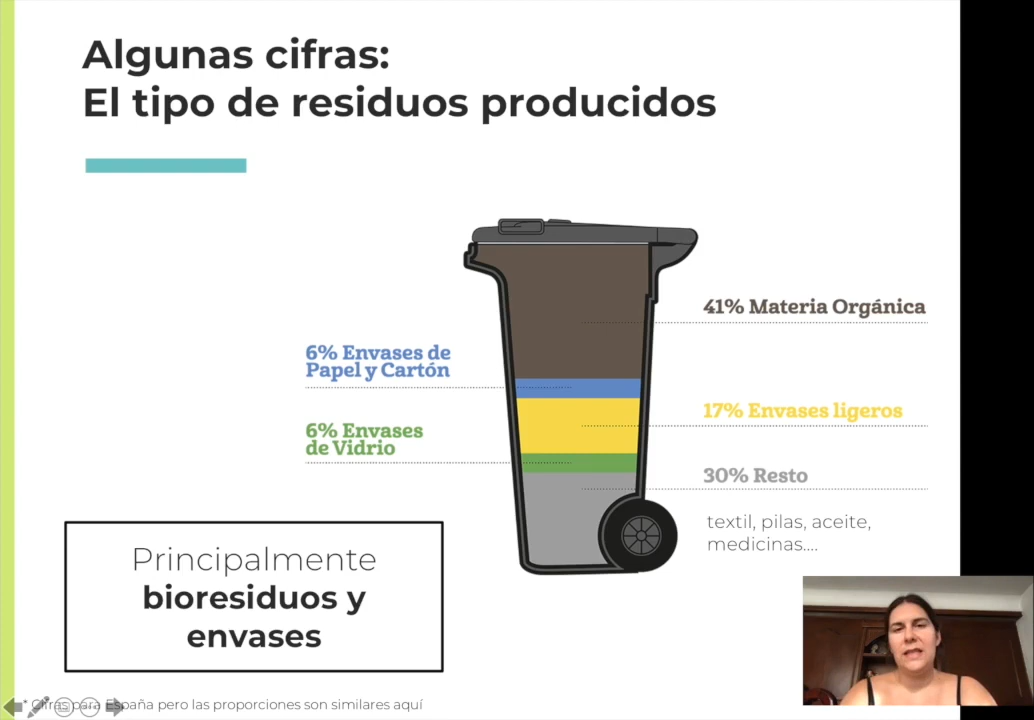 Algunas cifras:
El tipo de residuos producidos
41% Materia Orgánica
6% Envases de
Papel y Cartón
17% Envases ligeros
6% Envases
de Vidrio
30% Resto
textil, pilas, aceite,
medicinas....
Principalmente
bioresiduos y
envases
* Cifras para España pero las proporciones son similares aquí